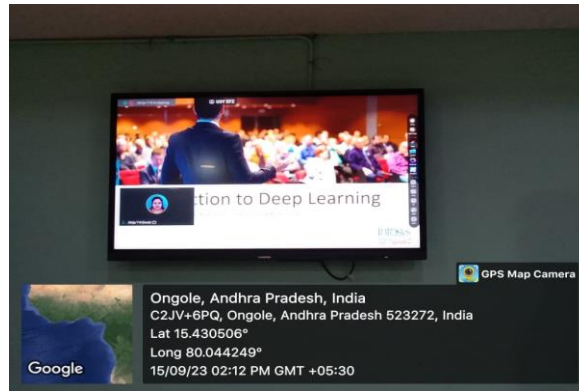 ction to Deep Learning
GPS Map Camera
Ongole, Andhra Pradesh, India
C2JV+6PQ, Ongole, Andhra Pradesh 523272, India
Lat 15.430506°
Long 80.044249°
15/09/23 02:12 PM GMT +05:30
Google